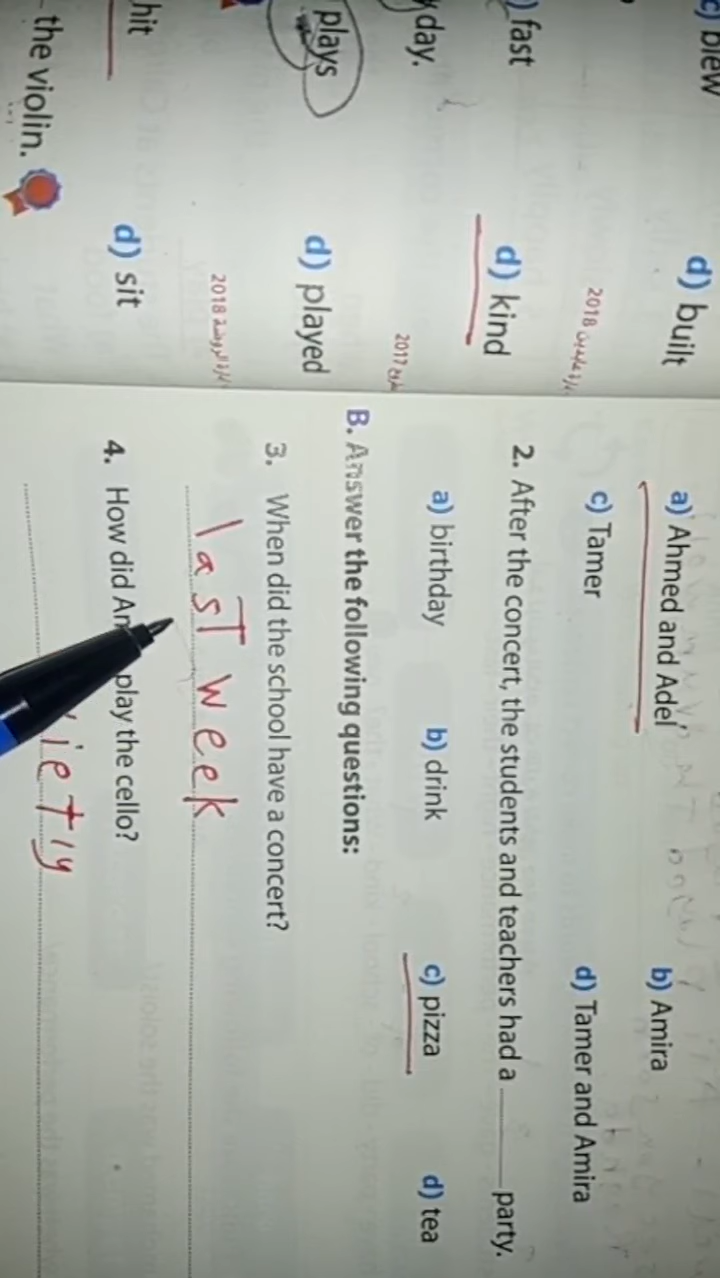 c) blew
d) built
fast
d) kind
2018
day.
2017
plays
d) played
2018
hit
d) sit
the violin.
a) Ahmed and Adel
b) Amira
c) Tamer
d) Tamer and Amira
2. After the concert, the students and teachers had a ______ party.
a) birthday
b) drink
c) pizza
d) tea
B. Answer the following questions:
3. When did the school have a concert?
last week
4. How did play the cello?